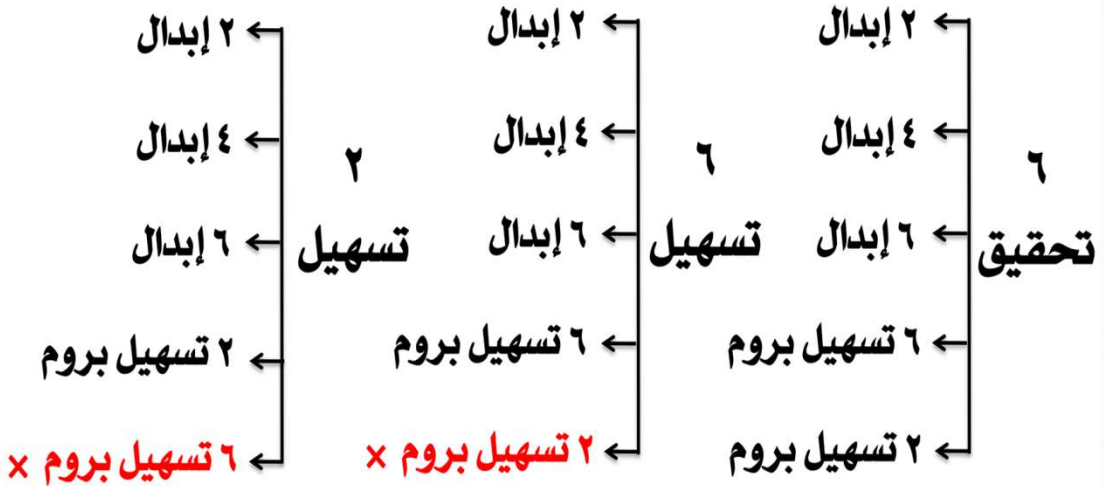 ٦
تحقيق
٢ إبدال
٤ إبدال
٦ إبدال
٦ تسهيل بروم
٢ تسهيل بروم
٦
تسهيل
٢ إبدال
٤ إبدال
٦ إبدال
٦ تسهيل بروم
٢ تسهيل بروم ×
٢
تسهيل
٢ إبدال
٤ إبدال
٦ إبدال
٢ تسهيل بروم
٦ تسهيل بروم ×